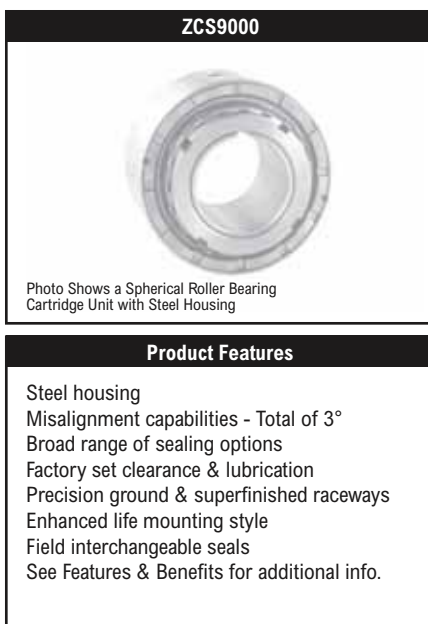 ZCS9000
Photo Shows a Spherical Roller Bearing
Cartridge Unit with Steel Housing
Product Features
Steel housing
Misalignment capabilities - Total of 3°
Broad range of sealing options
Factory set clearance & lubrication
Precision ground & superfinished raceways
Enhanced life mounting style
Field interchangeable seals
See Features & Benefits for additional info.